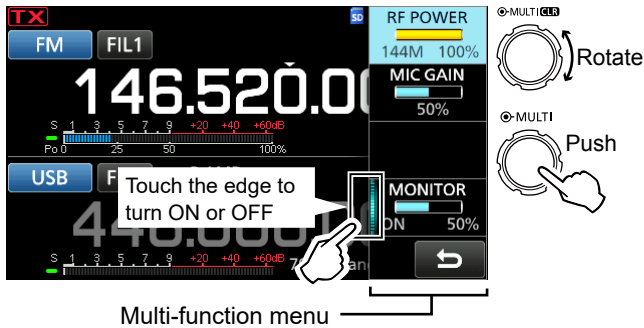 TX
SD
RF POWER
144M 100%
MULTI CLR
Rotate
FM FIL1
146.520.0
MIC GAIN
50%
MULTI
Push
S 1 3 5 7 9 +20 +40 +60dB
Po 0 25 50 100%
USB F
Touch the edge to
turn ON or OFF
MONITOR
ON 50%
S 1 3 5 7 9 +20 +40 +60dB
Multi-function menu